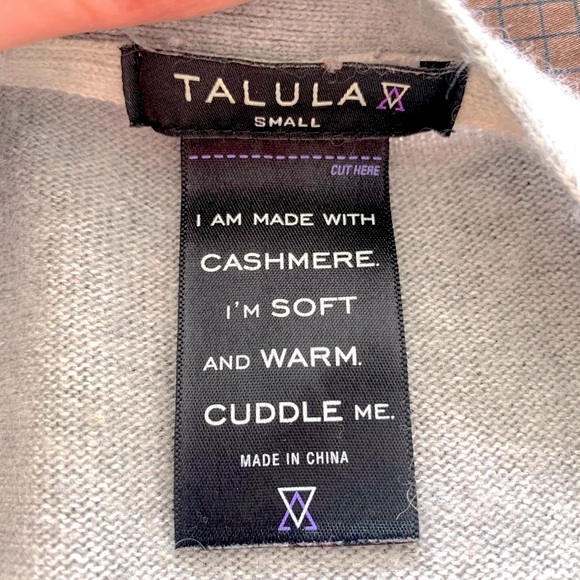 TALULA
SMALL
CUT HERE
I AM MADE WITH
CASHMERE.
I'M SOFT
AND WARM.
CUDDLE ME.
MADE IN CHINA